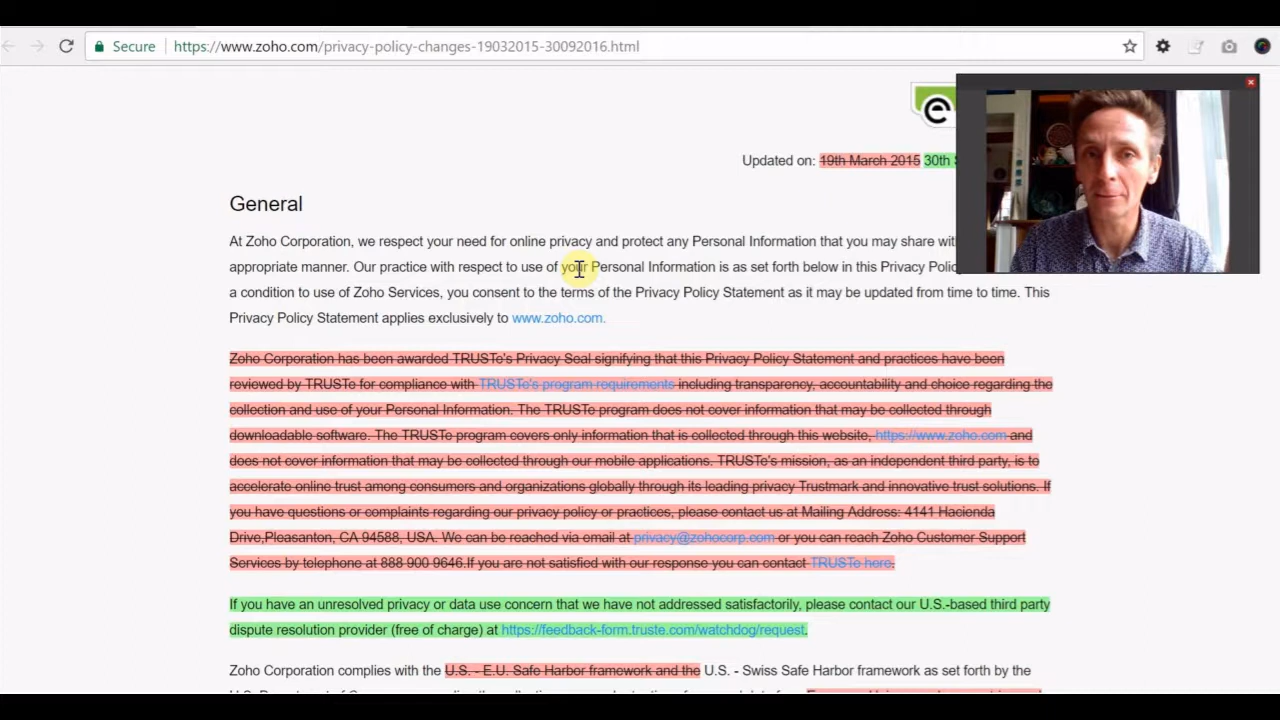 Secure https://www.zoho.com/privacy-policy-changes-19032015-30092016.html
e
Updated on: 19th March 2015 30th
General
At Zoho Corporation, we respect your need for online privacy and protect any Personal Information that you may share
appropriate manner. Our practice with respect to use of your Personal Information is as set forth below in this Privacy
a condition to use of Zoho Services, you consent to the terms of the Privacy Policy Statement as it may be updated from time to time. This
Privacy Policy Statement applies exclusively to www.zoho.com.
Zoho Corporation has been awarded TRUSTe's Privacy Seal signifying that this Privacy Policy Statement and practices have been
reviewed by TRUSTe for compliance with TRUSTe's program requirements including transparency, accountability and choice regarding the
collection and use of your Personal Information. The TRUSTe program does not cover information that may be collected through
downloadable software. The TRUSTe program covers only information that is collected through this website, https://www.zoho.com and
does not cover information that may be collected through our mobile applications. TRUSTe's mission, as an independent third party, is to
accelerate online trust among consumers and organizations globally through its leading privacy Trustmark and innovative trust solutions. If
you have questions or complaints regarding our privacy policy or practices, please contact us at Mailing Address: 4141 Hacienda
Drive,Pleasanton, CA 94588, USA. We can be reached via email at privacy@zohocorp.com or you can reach Zoho Customer Support
Services by telephone at 888 900 9646.If you are not satisfied with our response you can contact TRUSTe here.
If you have an unresolved privacy or data use concern that we have not addressed satisfactorily, please contact our U.S.-based third party
dispute resolution provider (free of charge) at https://feedback-form.truste.com/watchdog/request.
Zoho Corporation complies with the U.S. - E.U. Safe Harbor framework and the U.S. - Swiss Safe Harbor framework as set forth by the